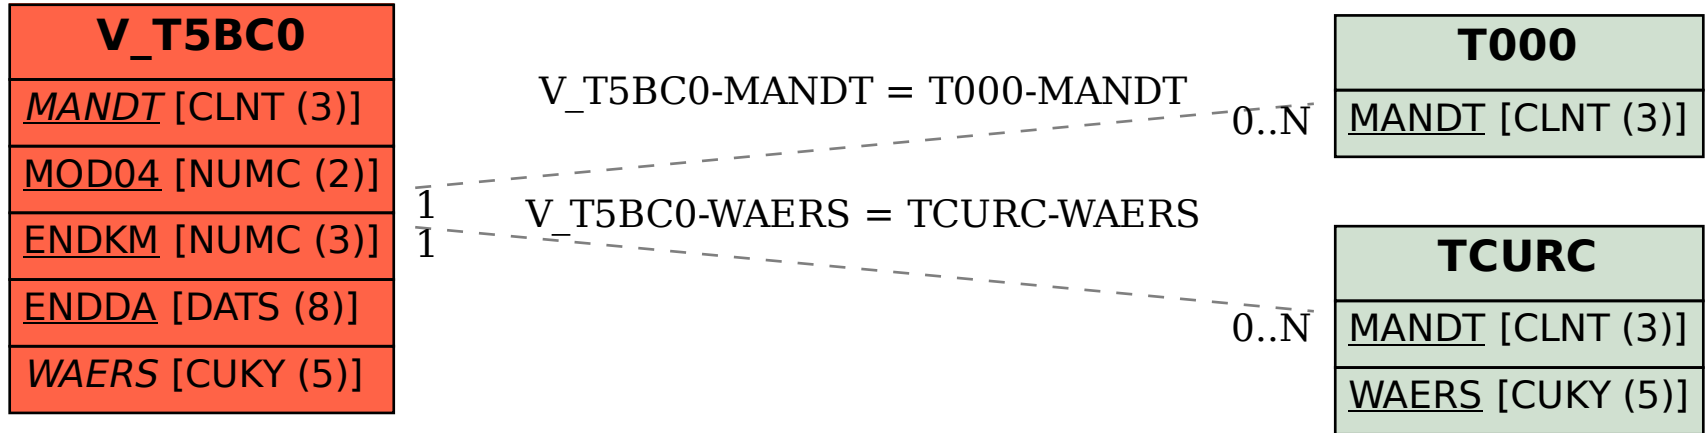 V_T5BC0
MANDT [CLNT (3)]
MOD04 [NUMC (2)]
ENDKM [NUMC (3)]
ENDDA [DATS (8)]
WAERS [CUKY (5)]
V_T5BC0-MANDT = T000-MANDT
0..N
1
V_T5BC0-WAERS = TCURC-WAERS
1
0..N
T000
MANDT [CLNT (3)]
TCURC
MANDT [CLNT (3)]
WAERS [CUKY (5)]